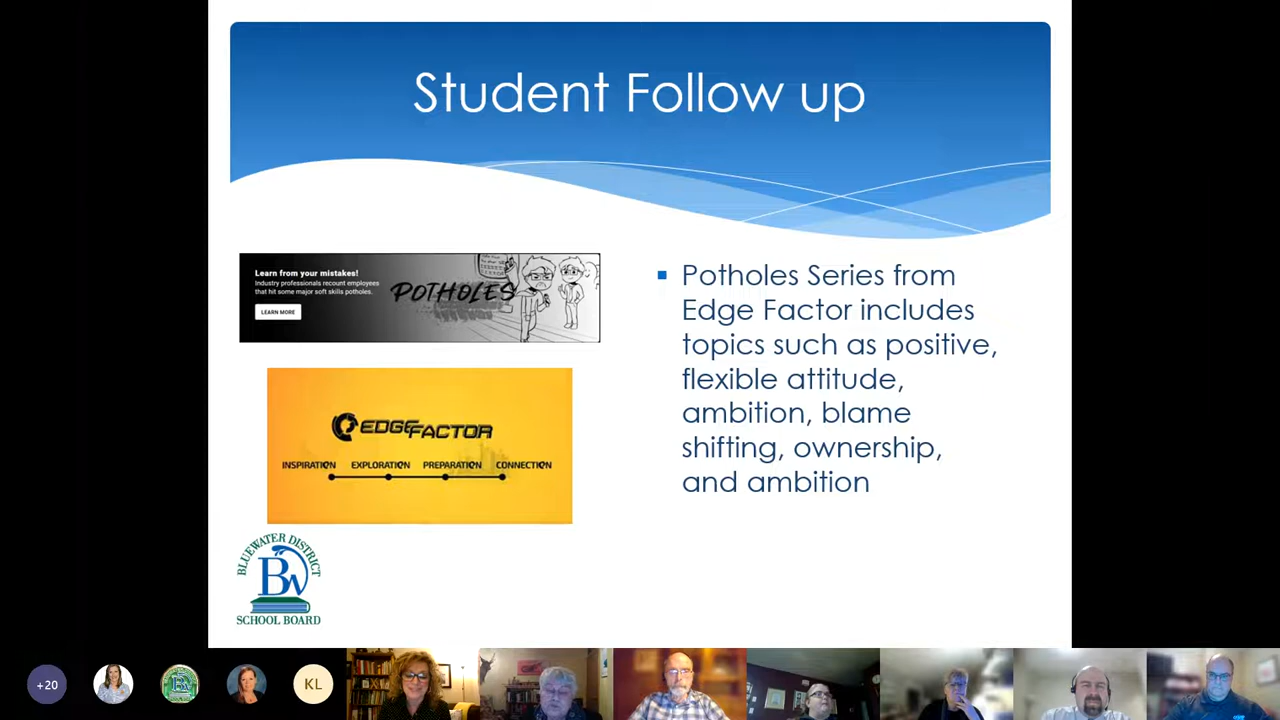 Student Follow up
Learn from your mistakes!
Industry professionals recount employees
that hit some major soft skills potholes.
LEARN MORE
POTHOLES
EDGEFACTOR
INSPIRATION EXPLORATION PREPARATION CONNECTION
BLUEWATER DISTRICT
BW
SCHOOL BOARD
▪ Potholes Series from
Edge Factor includes
topics such as positive,
flexible attitude,
ambition, blame
shifting, ownership,
and ambition
+20
KL